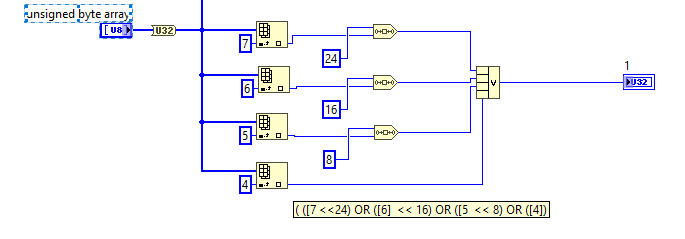 unsigned byte array
U8
U32
7
24
6
16
1
U32
V
5
8
4
( ([7 <<24) OR ([6]  << 16) OR ([5  << 8) OR ([4])